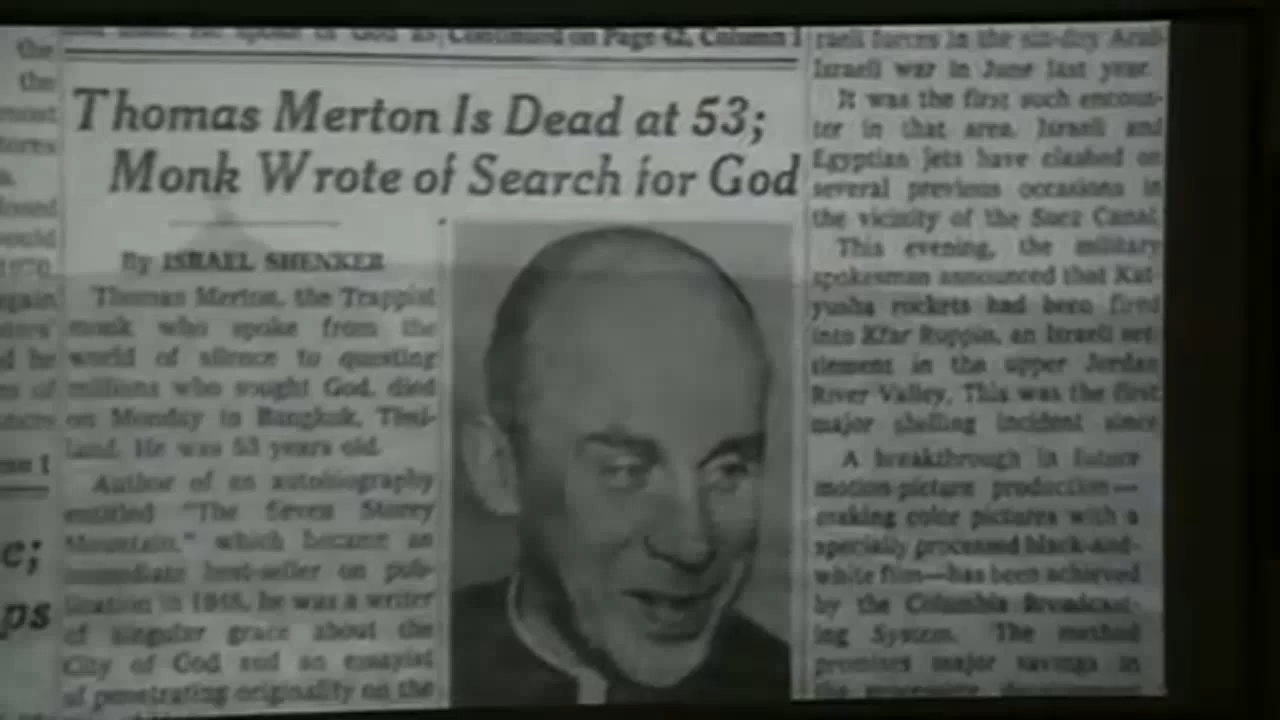 the
the
most
Continued on Page 42, Column 1
Thomas Merton Is Dead at 53;
Monk Wrote of Search for God
By ISRAEL SHENKER
Thomas Merton, the Trappist
monk who spoke from the
world of silence to questing
millions who sought God, died
on Monday in Bangkok, Thai-
land. He was 53 years old.
Author of an autobiography
entitled "The Seven Storey
Mountain," which became an
immediate best-seller on pub-
lication in 1948, he was a writer
of singular grace about the
City of God and an essayist
of penetrating originality on the
e;
ps
raeli forces in the six-day Arab-
Israeli war in June last year.
It was the first such encoun-
ter in that area. Israeli and
Egyptian jets have clashed on
several previous occasions in
the vicinity of the Suez Canal.
This evening, the military
spokesman announced that Kat-
yusha rockets had been fired
into Kfar Ruppin, an Israeli set-
tlement in the upper Jordan
River Valley. This was the first
major shelling incident since
A breakthrough in future
motion-picture production—
making color pictures with a
specially processed black-and-
white film—has been achieved
by the Columbia Broadcast-
ing System. The method
promises major savings in